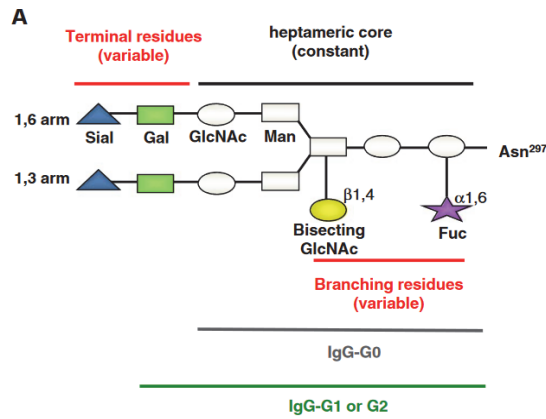 A
Terminal residues
(variable)
heptameric core
(constant)
1,6 arm
Sial
Gal
GlcNAc
Man
Asn²⁹⁷
1,3 arm
β1,4
α1,6
Bisecting
GlcNAc
Fuc
Branching residues
(variable)
IgG-G0
IgG-G1 or G2